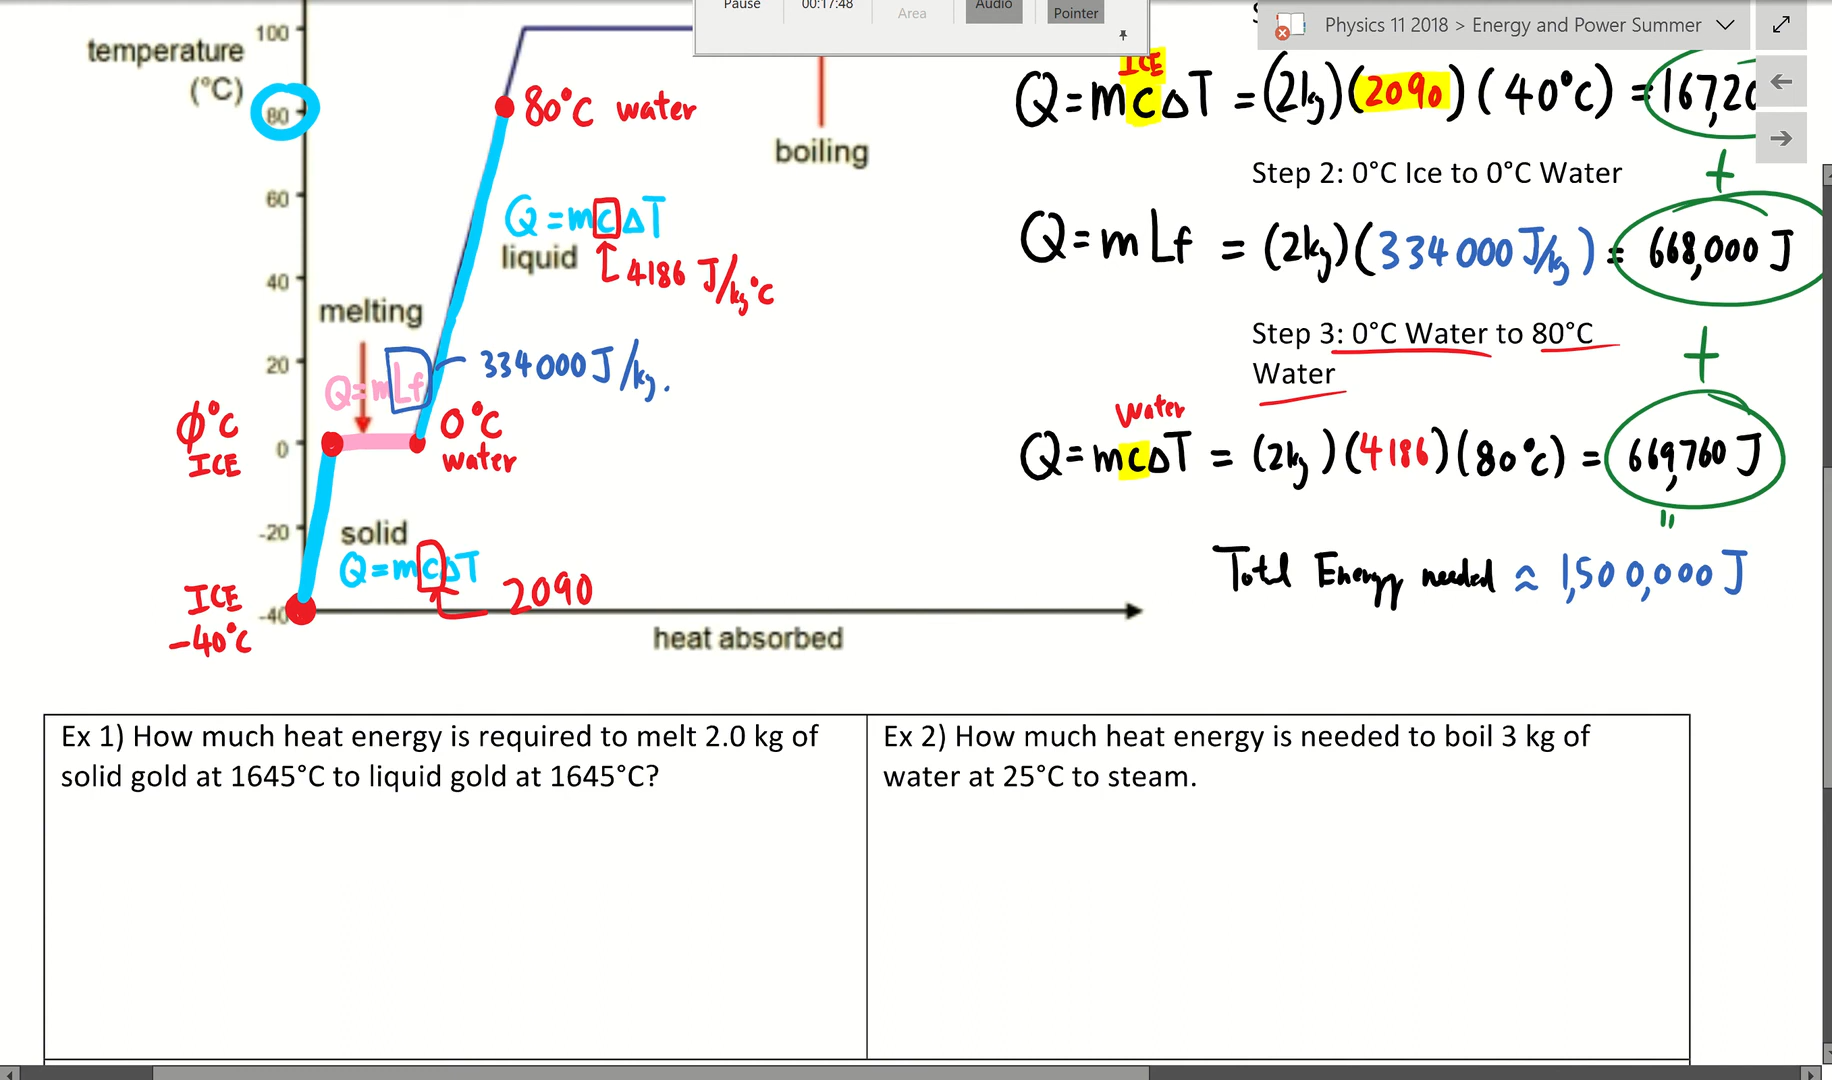 Pause 00:17:48 Area Audio Pointer
Physics 11 2018 > Energy and Power Summer
temperature
(°C)
100
80
60
40
20
0
-20
-40
80°C water
boiling
Q = mcΔT
liquid
4186 J/kg°C
melting
Q = mLf
334000 J/kg.
0°C
ICE
0°C
water
solid
Q = mcΔT
2090
ICE
-40°C
heat absorbed
ICE
Q = mcΔT = (2kg)(2090)(40°C) = 167,20
+
Step 2: 0°C Ice to 0°C Water
Q = mLf = (2kg)(334000 J/kg) = 668,000 J
Step 3: 0°C Water to 80°C
Water
+
Water
Q = mcΔT = (2kg)(4186)(80°C) = 669,760 J
"
Totl Energy needed ≈ 1,500,000 J
Ex 1) How much heat energy is required to melt 2.0 kg of
solid gold at 1645°C to liquid gold at 1645°C?
Ex 2) How much heat energy is needed to boil 3 kg of
water at 25°C to steam.